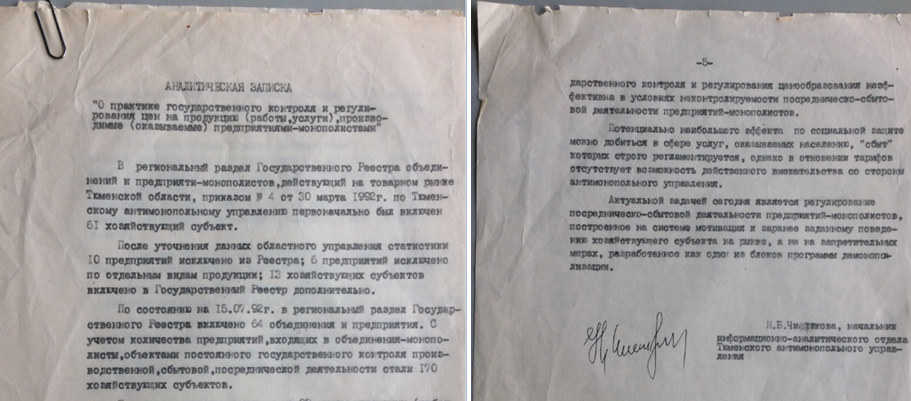 АНАЛИТИЧЕСКАЯ ЗАПИСКА
"О практике государственного контроля и регули-
рования цен на продукцию (работы,услуги),произво-
димые (оказываемые) предприятиями-монополистами"
В региональный раздел Государственного Реестра объеди-
нений и предприяти-монополистов,действующий на товарном рынке
Тюменской области, приказом № 4 от 30 марта 1992г. по Тюмен-
скому антимонопольному управлению первоначально был включен
61 хозяйствующий субъект.
После уточнения данных областного управления статистики
10 предприятий исключено из Реестра; 6 предприятий исключено
по отдельным видам продукции; 13 хозяйствующих субъектов
включено в Государственный Реестр дополнительно.
По состоянию на 15.07.92г. в региональный раздел Государ-
ственного Реестра включено 64 объединения и предприятия. С
учетом количества предприятий,входящих в объединения-монопо-
листы,объектами постоянного государственного контроля произ-
водственной,сбытовой,посреднической деятельности стали 170
хозяйствующих субъектов.
-5-
дарственного контроля и регулирования ценообразования неэф-
фективна в условиях неконтролируемости посредническо-сбыто-
вой деятельности предприятий-монополистов.
Потенциально наибольшего эффекта по социальной защите
можно добиться в сфере услуг, оказываемых населению, "сбыт"
которых строго регламентируется, однако в отношении тарифов
отсутствует возможность действенного вмешательства со стороны
антимонопольного управления.
Актуальной задачей сегодня является регулирование
посредническо-сбытовой деятельности предприятий-монополистов,
построенное на системе мотивации к заранее заданному поведе-
нию хозяйствующего субъекта на рынке, а не на запретительных
мерах, разработанное как один из блоков программ демонопо-
лизации.
Н.Б. начальник
информационно-аналитического отдела
Тюменского антимонопольного управ-
ления